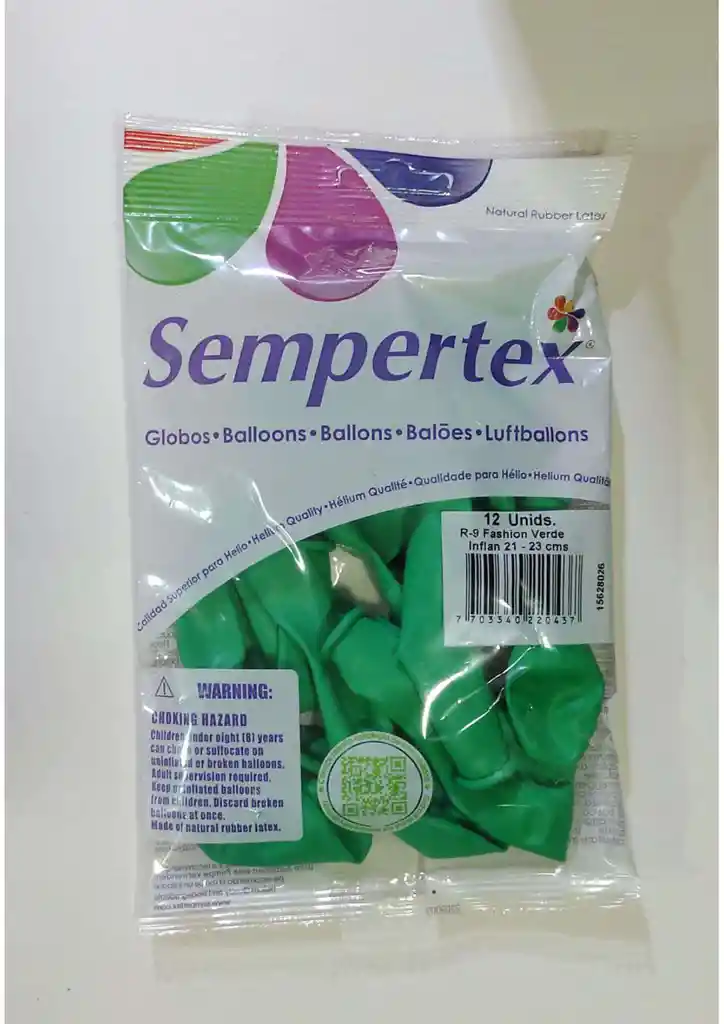 Natural Rubber Latex
Sempertex®
Globos•Balloons•Ballons•Balões•Luftballons
Calidad Superior para Helio•Helium Quality•Hélium Qualité•Qualidade para Hélio•Helium Qualität
12 Unids.
R-9 Fashion Verde
Inflan 21 - 23 cms
7 703340 220437
15628026
WARNING:
CHOKING HAZARD
Children under eight (8) years
can choke or suffocate on
uninflated or broken balloons.
Adult supervision required.
Keep uninflated balloons
from children. Discard broken
balloons at once.
Made of natural rubber latex.